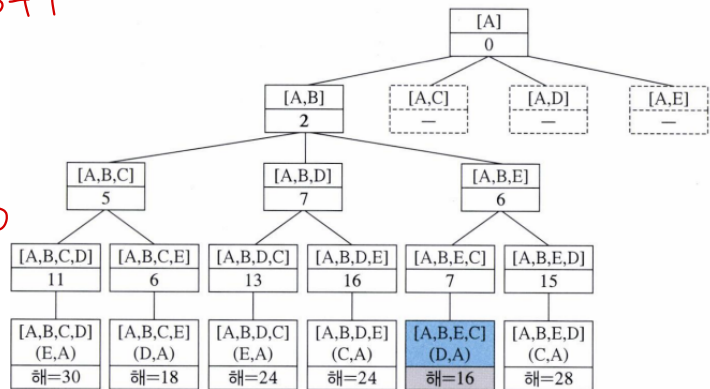 [A]
0
[A,B]
2
[A,C]
—
[A,D]
—
[A,E]
—
[A,B,C]
5
[A,B,D]
7
[A,B,E]
6
[A,B,C,D]
11
[A,B,C,E]
6
[A,B,D,C]
13
[A,B,D,E]
16
[A,B,E,C]
7
[A,B,E,D]
15
[A,B,C,D]
(E,A)
해=30
[A,B,C,E]
(D,A)
해=18
[A,B,D,C]
(E,A)
해=24
[A,B,D,E]
(C,A)
해=24
[A,B,E,C]
(D,A)
해=16
[A,B,E,D]
(C,A)
해=28